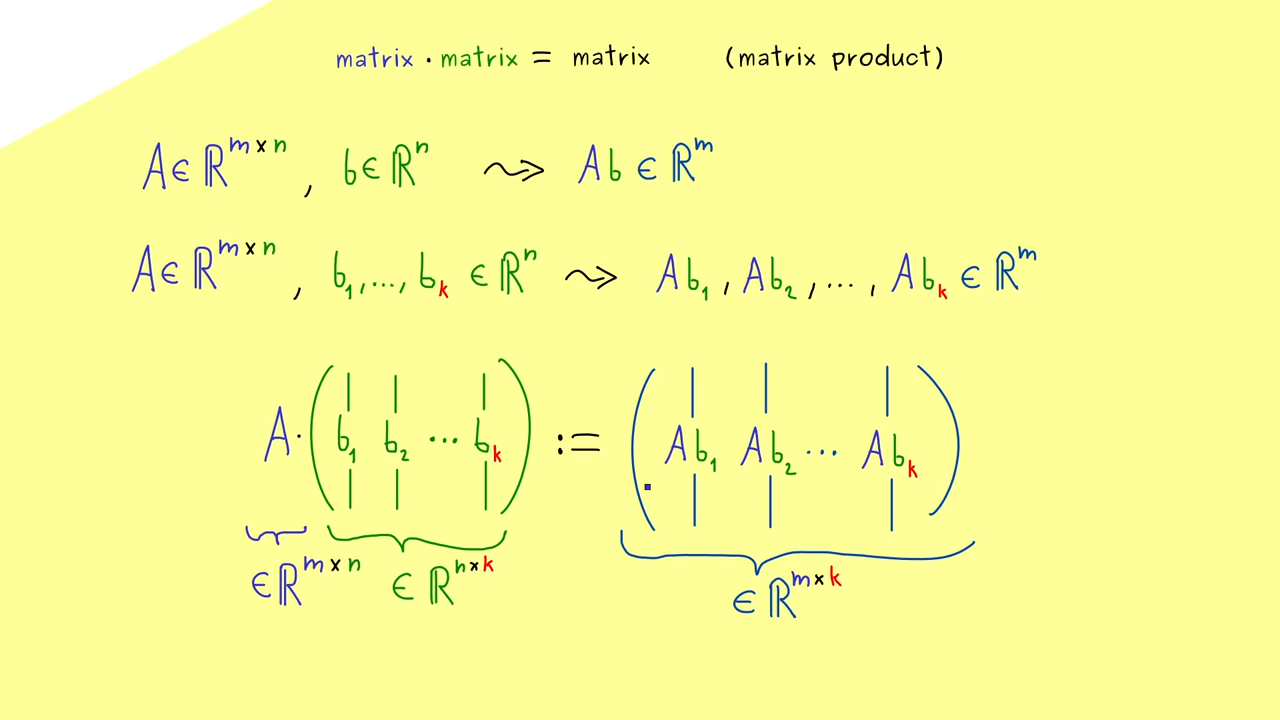 matrix · matrix = matrix (matrix product)
A ∈ ℝ^{m×n} , b ∈ ℝ^n ⇝ Ab ∈ ℝ^m
A ∈ ℝ^{m×n} , b_1, ..., b_k ∈ ℝ^n ⇝ Ab_1 , Ab_2 , ... , Ab_k ∈ ℝ^m
A · ( b_1 b_2 ... b_k ) := ( Ab_1 Ab_2 ... Ab_k )
∈ ℝ^{m×n} ∈ ℝ^{n×k} ∈ ℝ^{m×k}